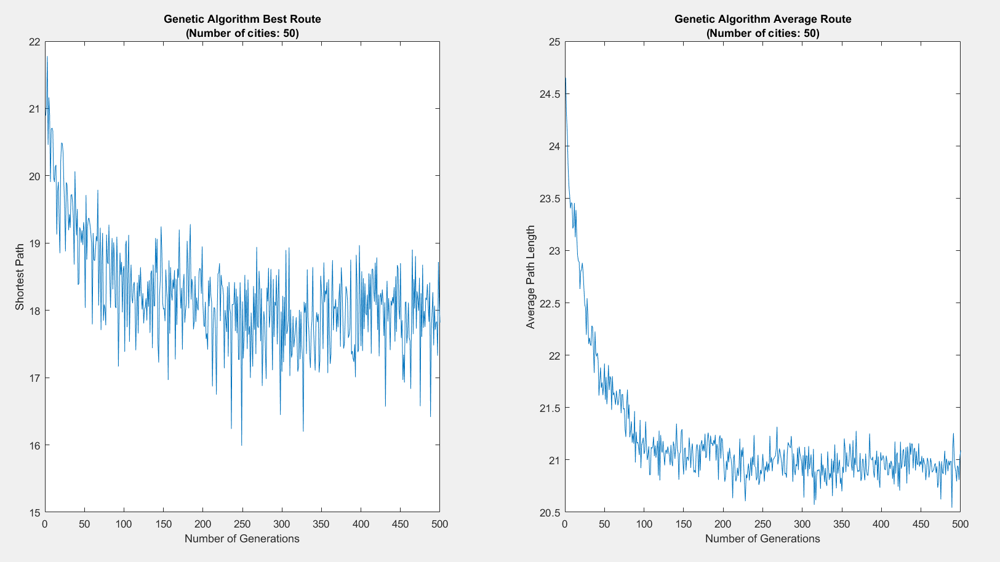 Genetic Algorithm Best Route
(Number of cities: 50)
22
21
20
19
18
17
16
15
Shortest Path
0 50 100 150 200 250 300 350 400 450 500
Number of Generations
Genetic Algorithm Average Route
(Number of cities: 50)
25
24.5
24
23.5
23
22.5
22
21.5
21
20.5
Average Path Length
0 50 100 150 200 250 300 350 400 450 500
Number of Generations